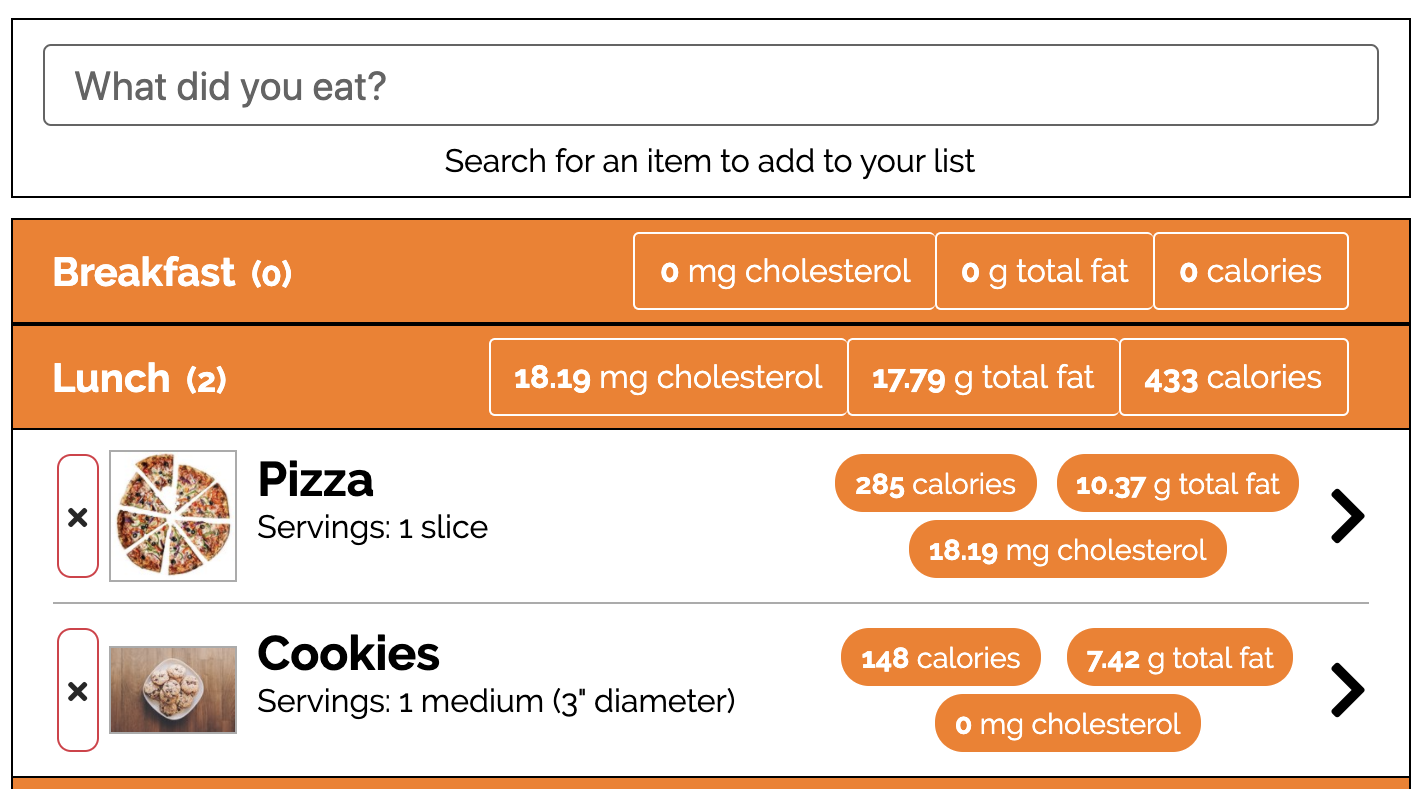 What did you eat?
Search for an item to add to your list
Breakfast (0) 0 mg cholesterol 0 g total fat 0 calories
Lunch (2) 18.19 mg cholesterol 17.79 g total fat 433 calories
Pizza
Servings: 1 slice
285 calories 10.37 g total fat
18.19 mg cholesterol
Cookies
Servings: 1 medium (3" diameter)
148 calories 7.42 g total fat
0 mg cholesterol